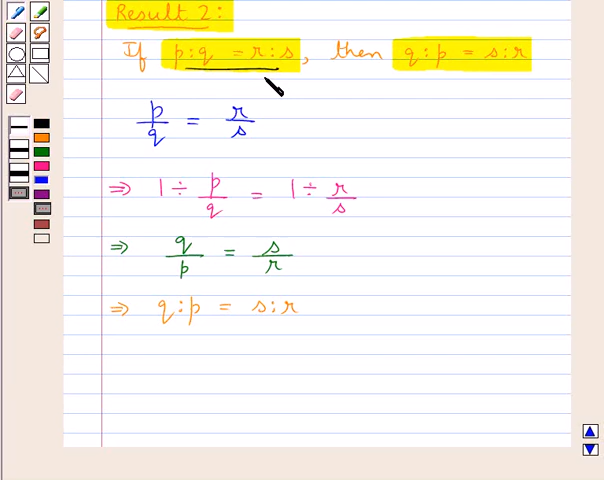 Result 2:
If p:q = r:s, then q:p = s:r
p/q = r/s
⇒ 1 ÷ p/q = 1 ÷ r/s
⇒ q/p = s/r
⇒ q:p = s:r